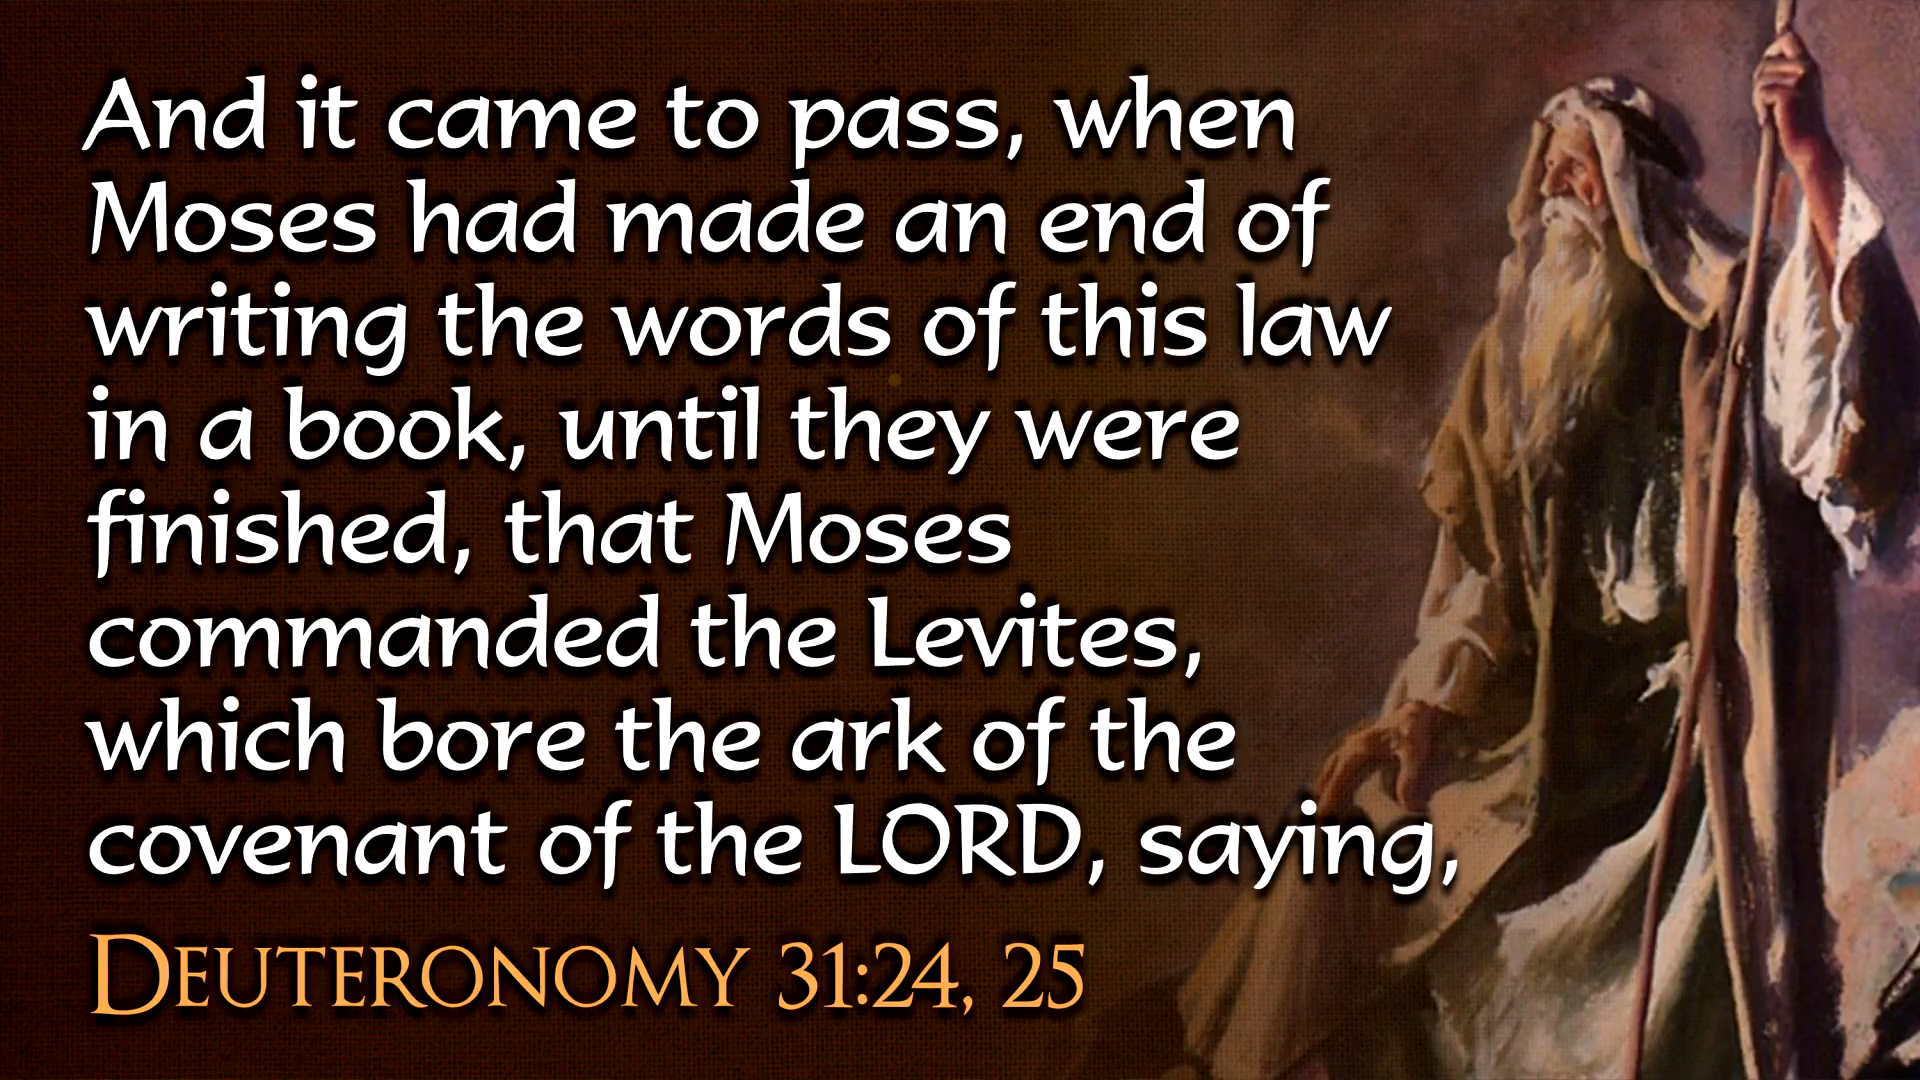 And it came to pass, when
Moses had made an end of
writing the words of this law
in a book, until they were
finished, that Moses
commanded the Levites,
which bore the ark of the
covenant of the LORD, saying,
DEUTERONOMY 31:24, 25